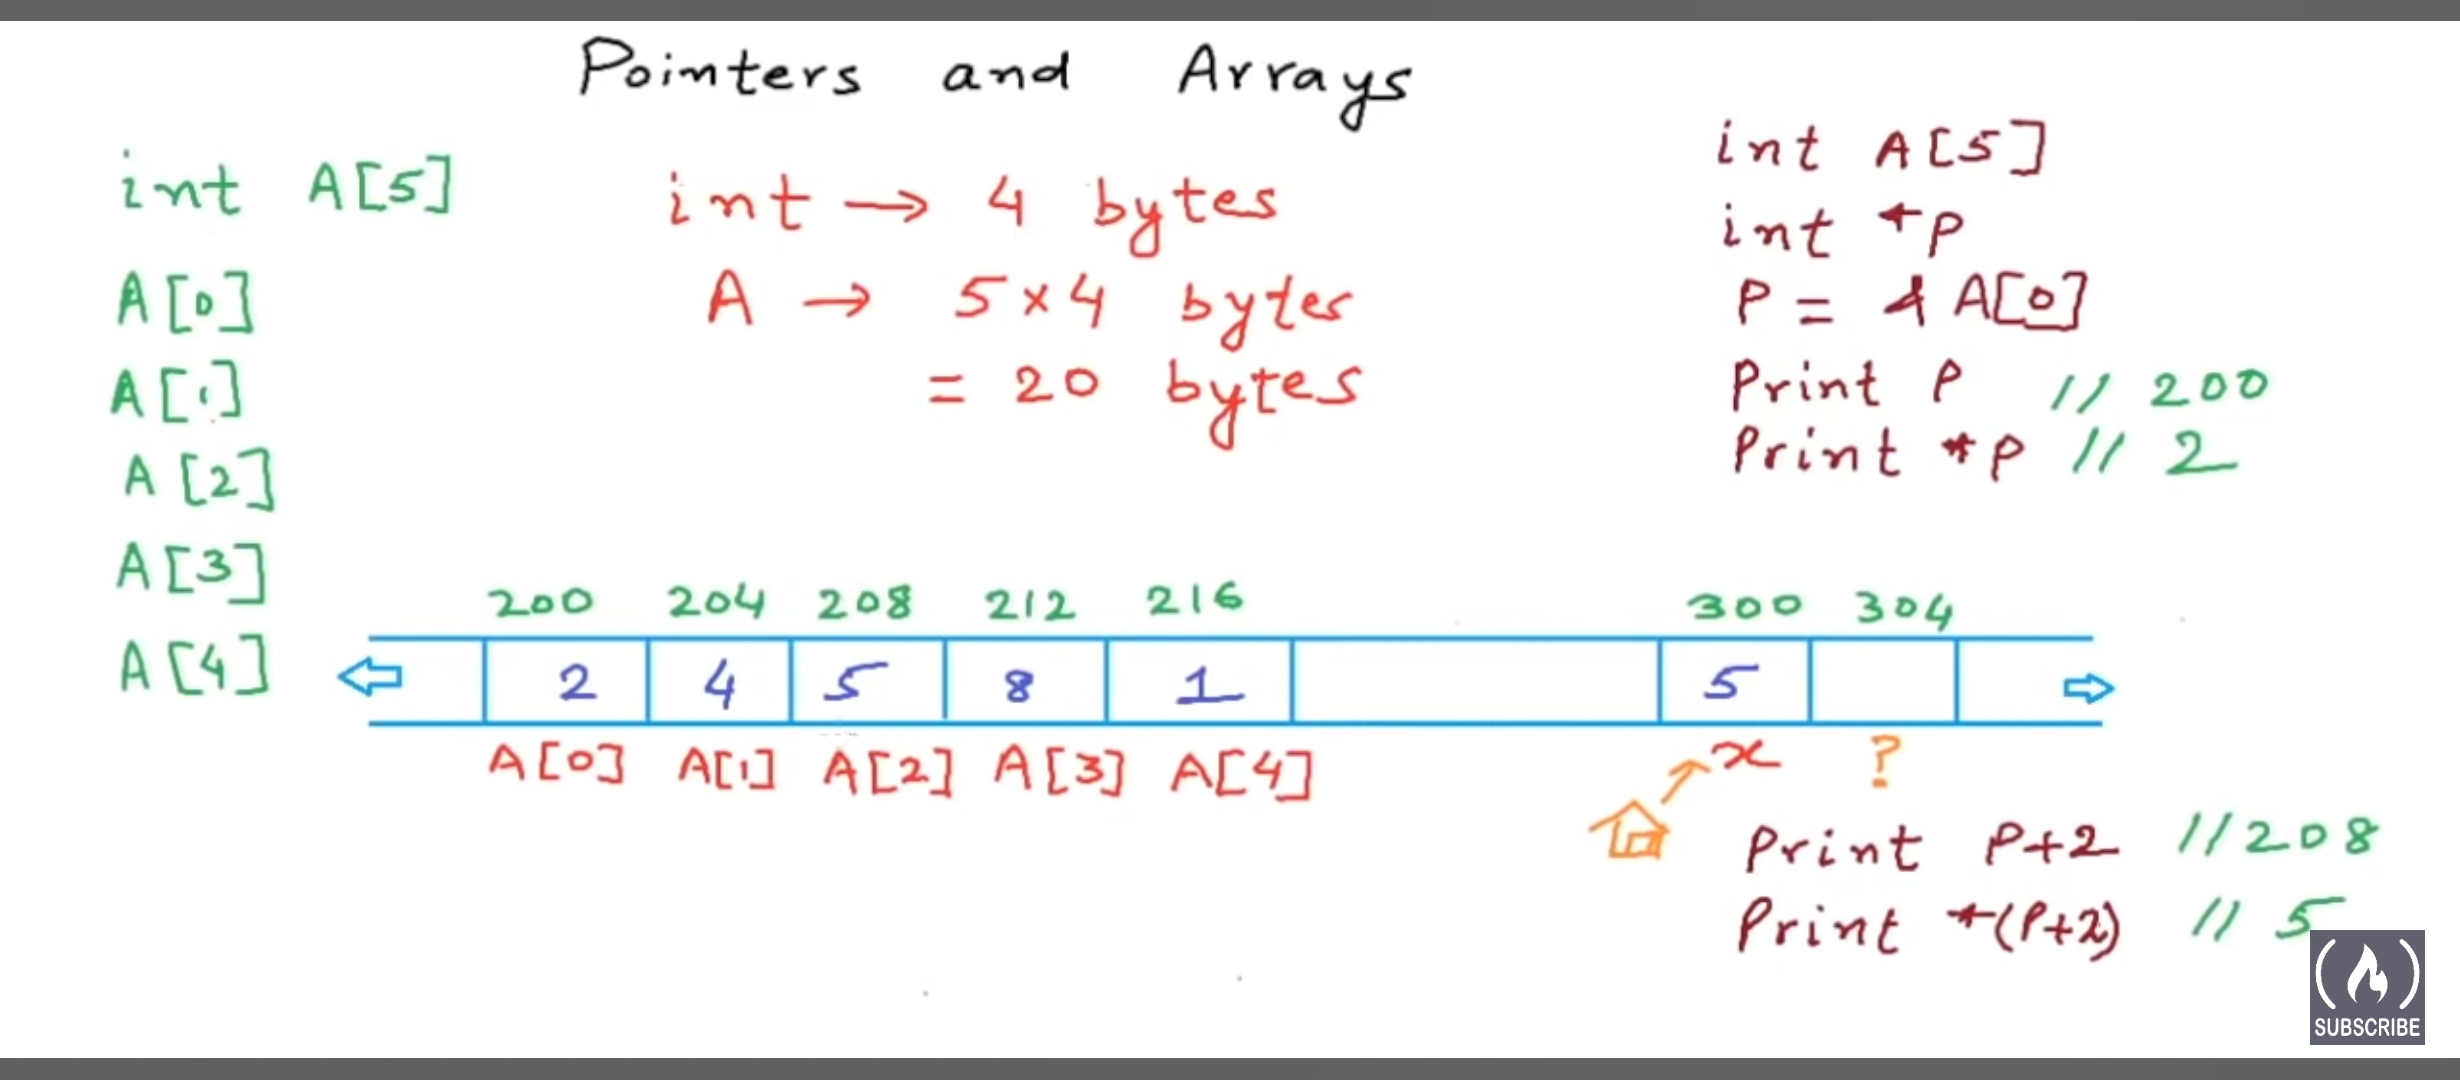 Pointers and Arrays
int A[5]
A[0]
A[1]
A[2]
A[3]
A[4]
int → 4 bytes
A → 5×4 bytes
= 20 bytes
int A[5]
int *p
P = &A[0]
Print P // 200
Print *p // 2
200 204 208 212 216 300 304
2 4 5 8 1 5
A[0] A[1] A[2] A[3] A[4] x ?
Print P+2 //208
Print *(P+2) // 5
SUBSCRIBE